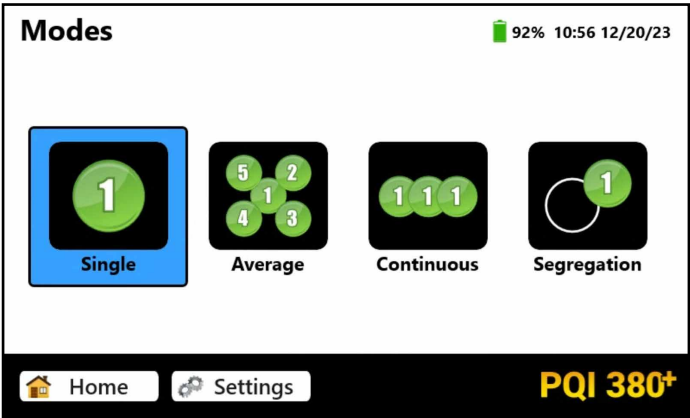 Modes
92% 10:56 12/20/23
1
5 2
1
4 3
1 1 1
1
Single
Average
Continuous
Segregation
Home
Settings
PQI 380+